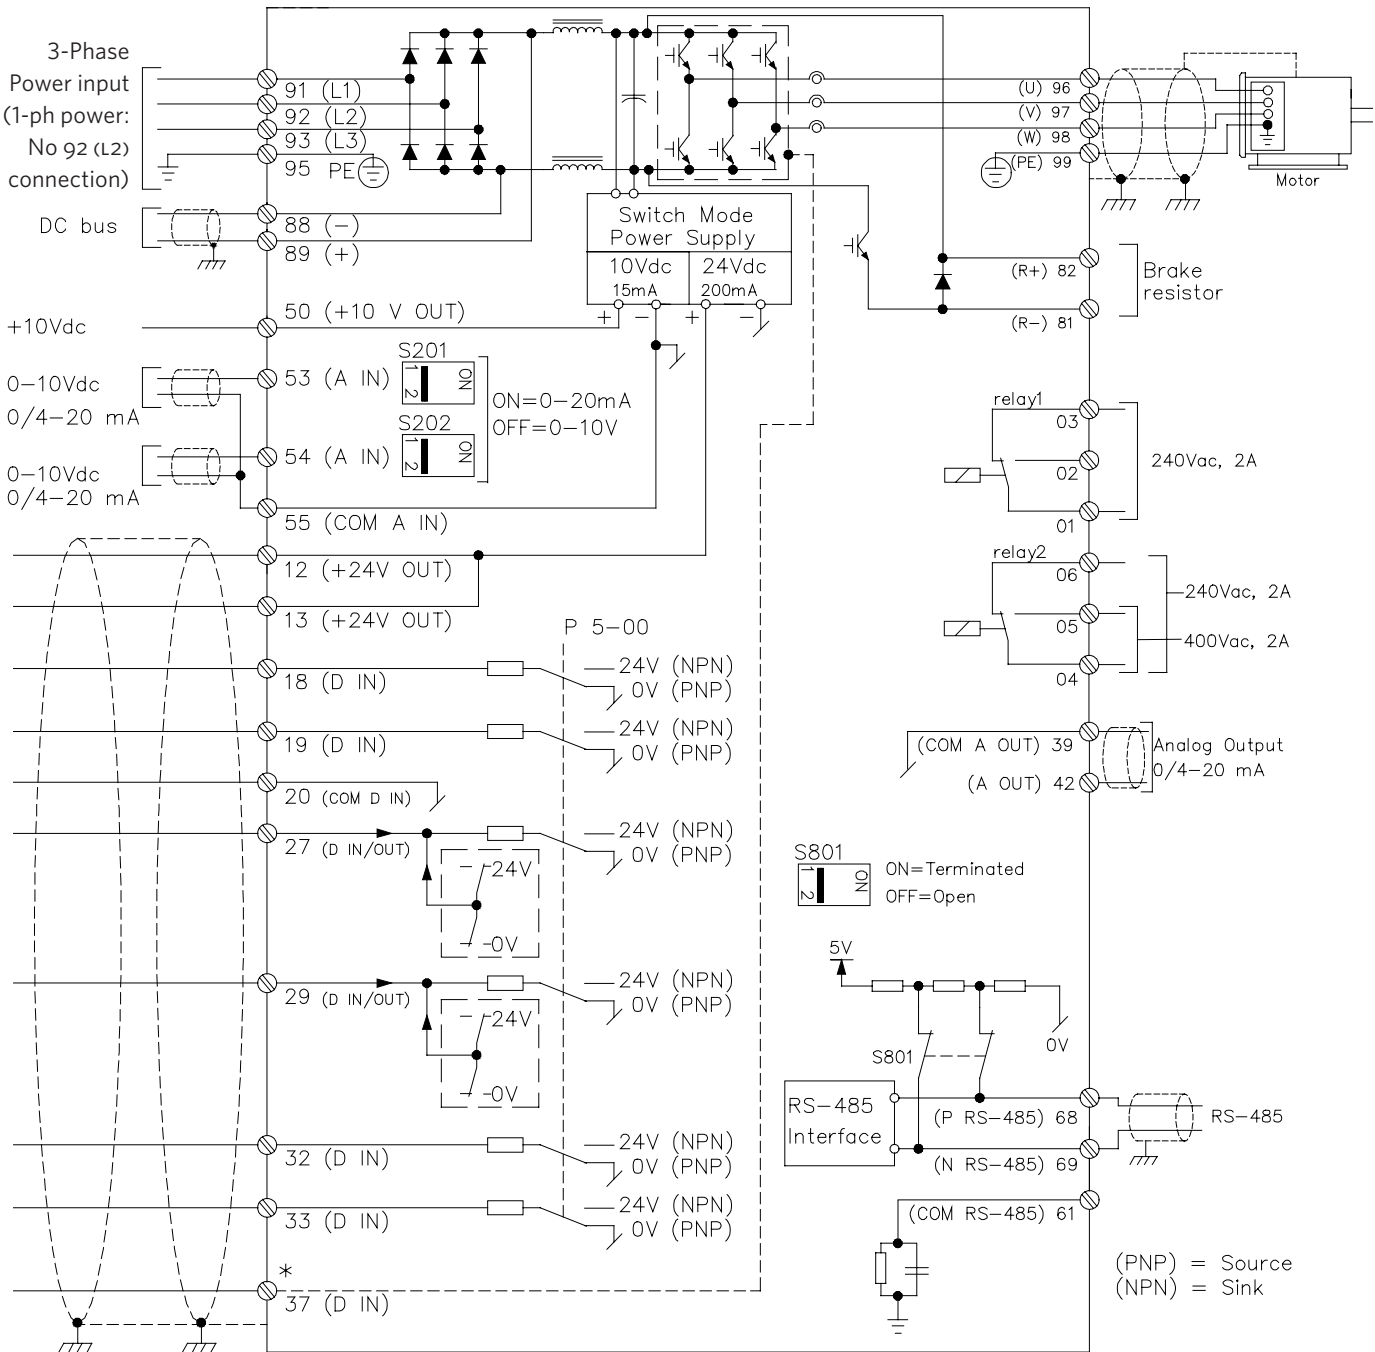 3-Phase
Power input
(1-ph power:
No 92 (L2)
connection)
91 (L1)
92 (L2)
93 (L3)
95 PE
DC bus
88 (-)
89 (+)
+10Vdc
50 (+10 V OUT)
0-10Vdc
0/4-20 mA
53 (A IN)
S201
1 2
ON
ON=0-20mA
OFF=0-10V
S202
1 2
ON
0-10Vdc
0/4-20 mA
54 (A IN)
55 (COM A IN)
12 (+24V OUT)
13 (+24V OUT)
P 5-00
18 (D IN)
24V (NPN)
0V (PNP)
19 (D IN)
24V (NPN)
0V (PNP)
20 (COM D IN)
27 (D IN/OUT)
24V (NPN)
0V (PNP)
24V
0V
29 (D IN/OUT)
24V (NPN)
0V (PNP)
24V
0V
32 (D IN)
24V (NPN)
0V (PNP)
33 (D IN)
24V (NPN)
0V (PNP)
*
37 (D IN)
Switch Mode
Power Supply
10Vdc
15mA
24Vdc
200mA
+ - + -
(U) 96
(V) 97
(W) 98
(PE) 99
Motor
(R+) 82
(R-) 81
Brake
resistor
relay1
03
02
01
240Vac, 2A
relay2
06
05
04
240Vac, 2A
400Vac, 2A
(COM A OUT) 39
(A OUT) 42
Analog Output
0/4-20 mA
S801
1 2
ON
ON=Terminated
OFF=Open
5V
S801
0V
RS-485
Interface
(P RS-485) 68
(N RS-485) 69
(COM RS-485) 61
RS-485
(PNP) = Source
(NPN) = Sink